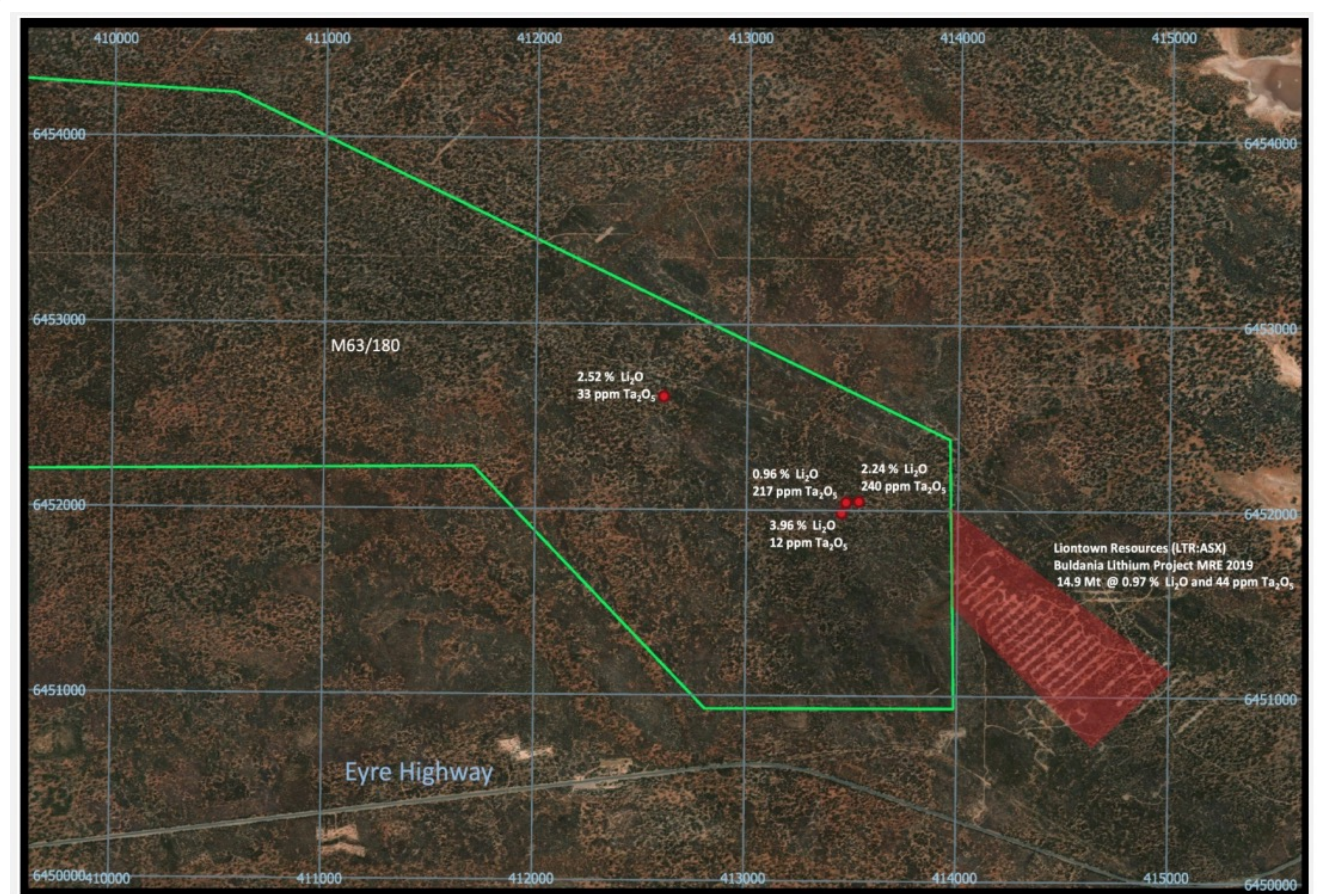 410000 411000 412000 413000 414000 415000
6454000 6454000
6453000 6453000
M63/180
2.52 % Li₂O
33 ppm Ta₂O₅
0.96 % Li₂O
217 ppm Ta₂O₅
2.24 % Li₂O
240 ppm Ta₂O₅
6452000 6452000
3.96 % Li₂O
12 ppm Ta₂O₅
Liontown Resources (LTR:ASX)
Buldania Lithium Project MRE 2019
14.9 Mt @ 0.97 % Li₂O and 44 ppm Ta₂O₅
6451000 6451000
Eyre Highway
6450000 6450000
410000 411000 412000 413000 414000 415000